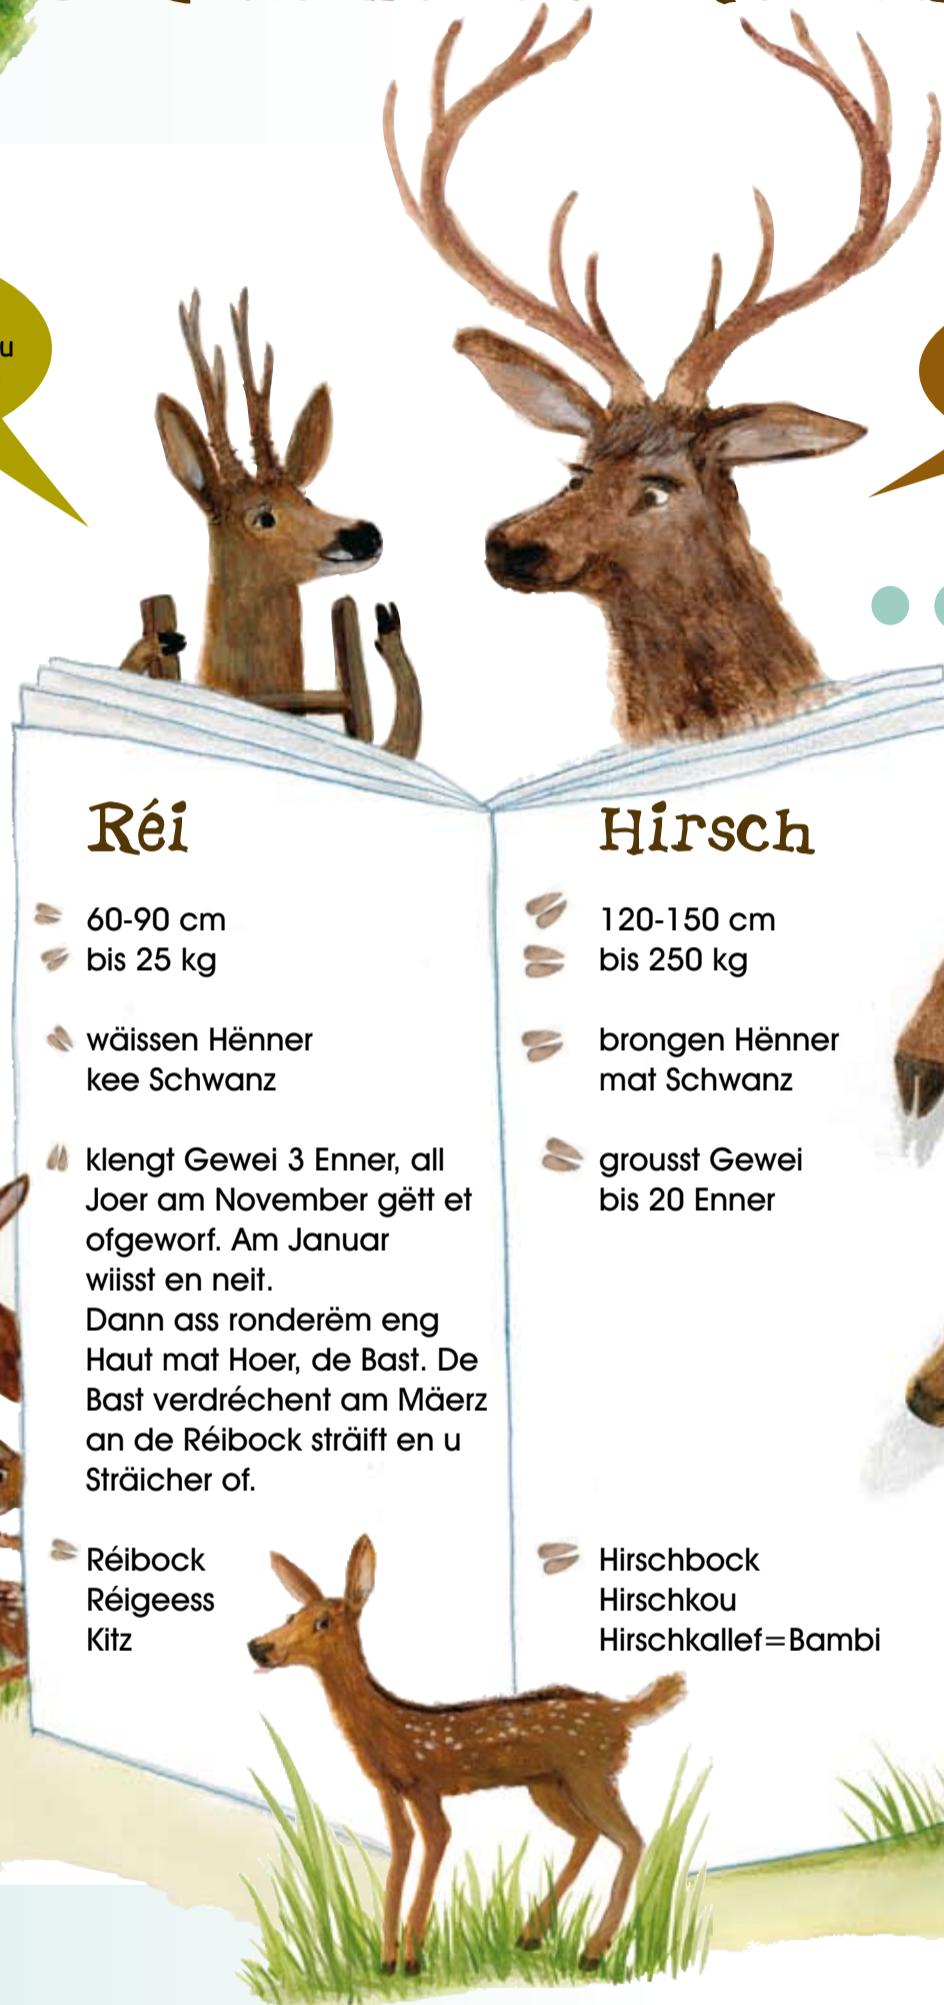 u
Réi
60-90 cm
bis 25 kg
wäissen Hënner
kee Schwanz
klengt Gewei 3 Enner, all
Joer am November gëtt et
ofgeworf. Am Januar
wiisst en neit.
Dann ass ronderëm eng
Haut mat Hoer, de Bast. De
Bast verdréchent am Mäerz
an de Réibock sträift en u
Sträicher of.
Réibock
Réigeess
Kitz
Hirsch
120-150 cm
bis 250 kg
brongen Hënner
mat Schwanz
grousst Gewei
bis 20 Enner
Hirschbock
Hirschkou
Hirschkallef=Bambi